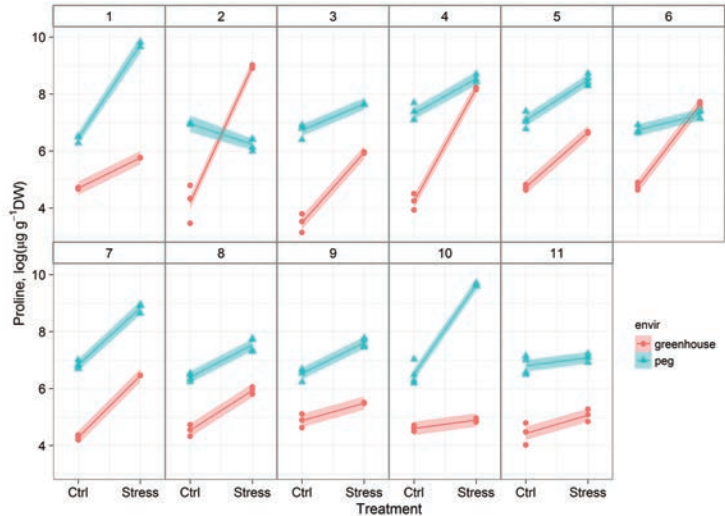 1 2 3 4 5 6
10
8
6
4
7 8 9 10 11
10
8
6
4
Proline, log(µg g⁻¹DW)
envir
greenhouse
peg
Ctrl Stress Ctrl Stress Ctrl Stress Ctrl Stress Ctrl Stress
Treatment